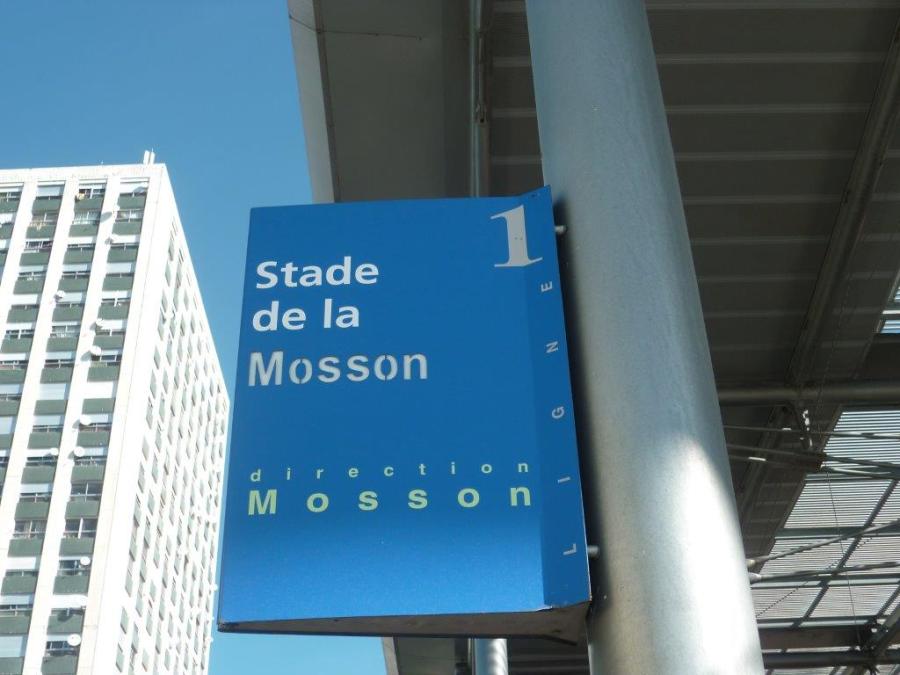 1
LIGNE
Stade
de la
Mosson
direction
Mosson